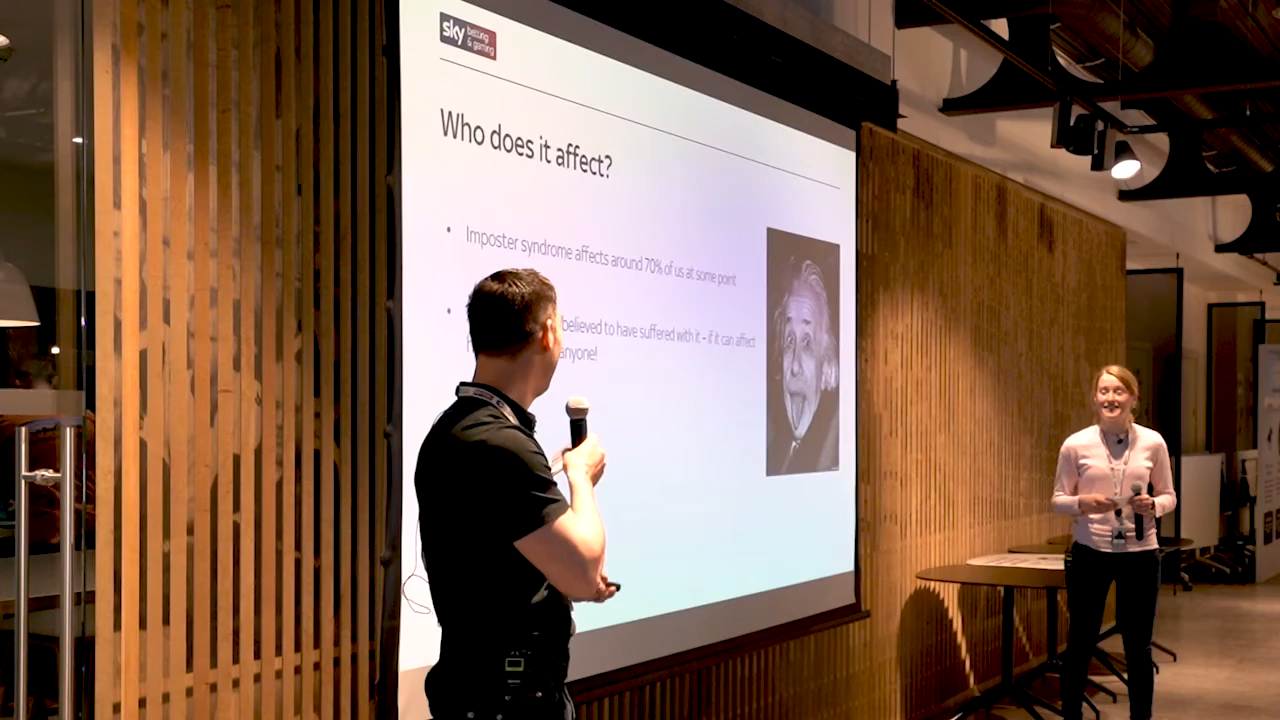 sky betting
& gaming
Who does it affect?
Imposter syndrome affects around 70% of us at some point
believed to have suffered with it – if it can affect
anyone!